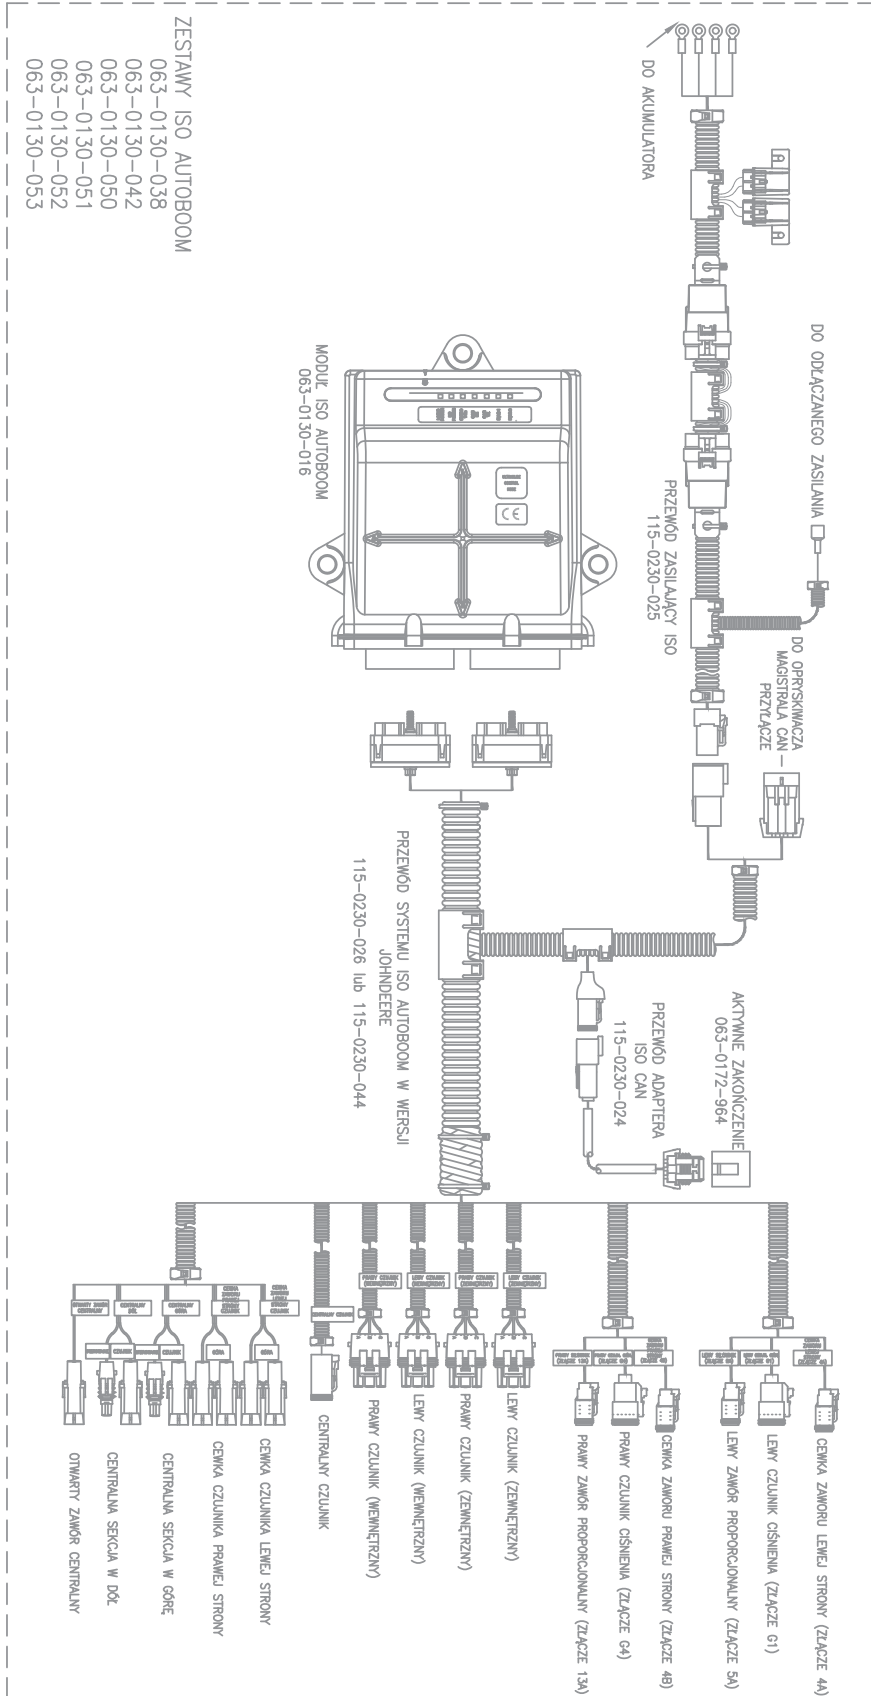 ZESTAWY ISO AUTOBOOM
063-0130-038
063-0130-042
063-0130-050
063-0130-051
063-0130-052
063-0130-053
DO AKUMULATORA
DO ODŁĄCZANEGO ZASILANIA
PRZEWÓD ZASILAJĄCY ISO
115-0230-025
DO OPRYSKIWACZA
MAGISTRALA CAN
PRZYŁĄCZE
MODUŁ ISO AUTOBOOM
063-0130-016
PRZEWÓD SYSTEMU ISO AUTOBOOM W WERSJI
JOHNDEERE
115-0230-026 lub 115-0230-044
AKTYWNE ZAKOŃCZENIE
063-0172-964
PRZEWÓD ADAPTERA
ISO CAN
115-0230-024
CEWKA ZAWORU LEWEJ STRONY (ZŁĄCZE 4A)
LEWY CZUJNIK CIŚNIENIA (ZŁĄCZE G1)
LEWY ZAWÓR PROPORCJONALNY (ZŁĄCZE 5A)
CEWKA ZAWORU PRAWEJ STRONY (ZŁĄCZE 4B)
PRAWY CZUJNIK CIŚNIENIA (ZŁĄCZE G4)
PRAWY ZAWÓR PROPORCJONALNY (ZŁĄCZE 13A)
LEWY CZUJNIK (ZEWNĘTRZNY)
PRAWY CZUJNIK (ZEWNĘTRZNY)
LEWY CZUJNIK (WEWNĘTRZNY)
PRAWY CZUJNIK (WEWNĘTRZNY)
CENTRALNY CZUJNIK
CEWKA CZUJNIKA LEWEJ STRONY
CEWKA CZUJNIKA PRAWEJ STRONY
CENTRALNA SEKCJA W GÓRĘ
CENTRALNA SEKCJA W DÓŁ
OTWARTY ZAWÓR CENTRALNY